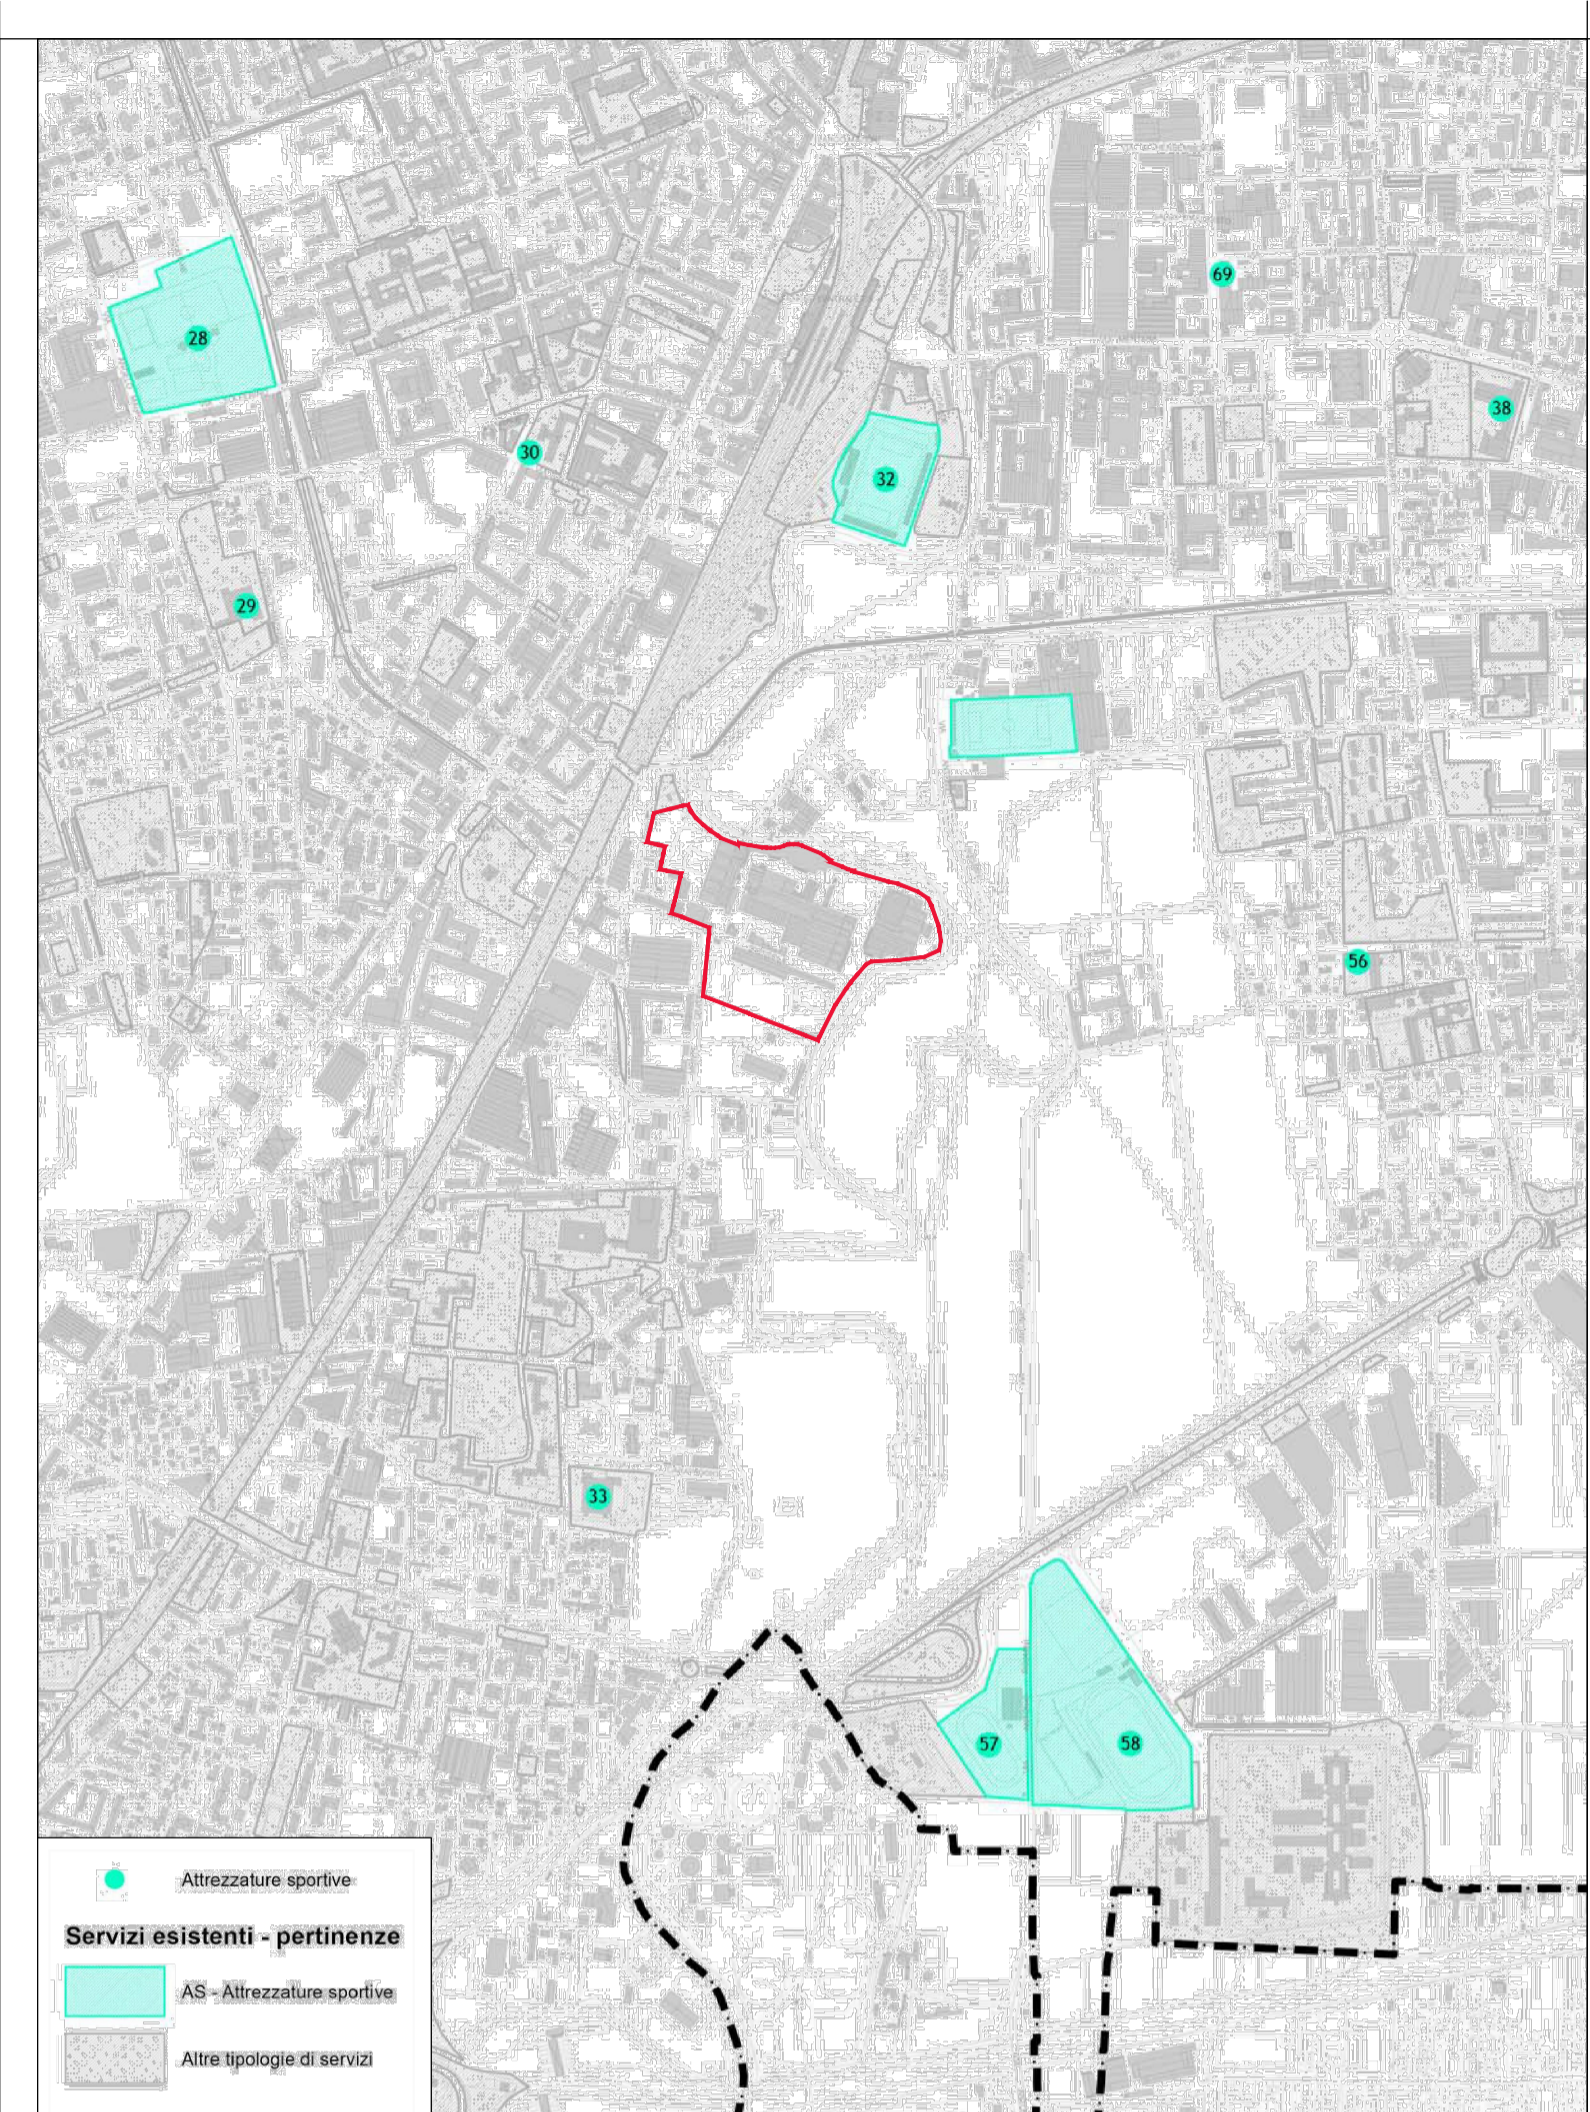 69
28
38
30
32
29
56
33
57
58
Attrezzature sportive
Servizi esistenti - pertinenze
AS - Attrezzature sportive
Altre tipologie di servizi